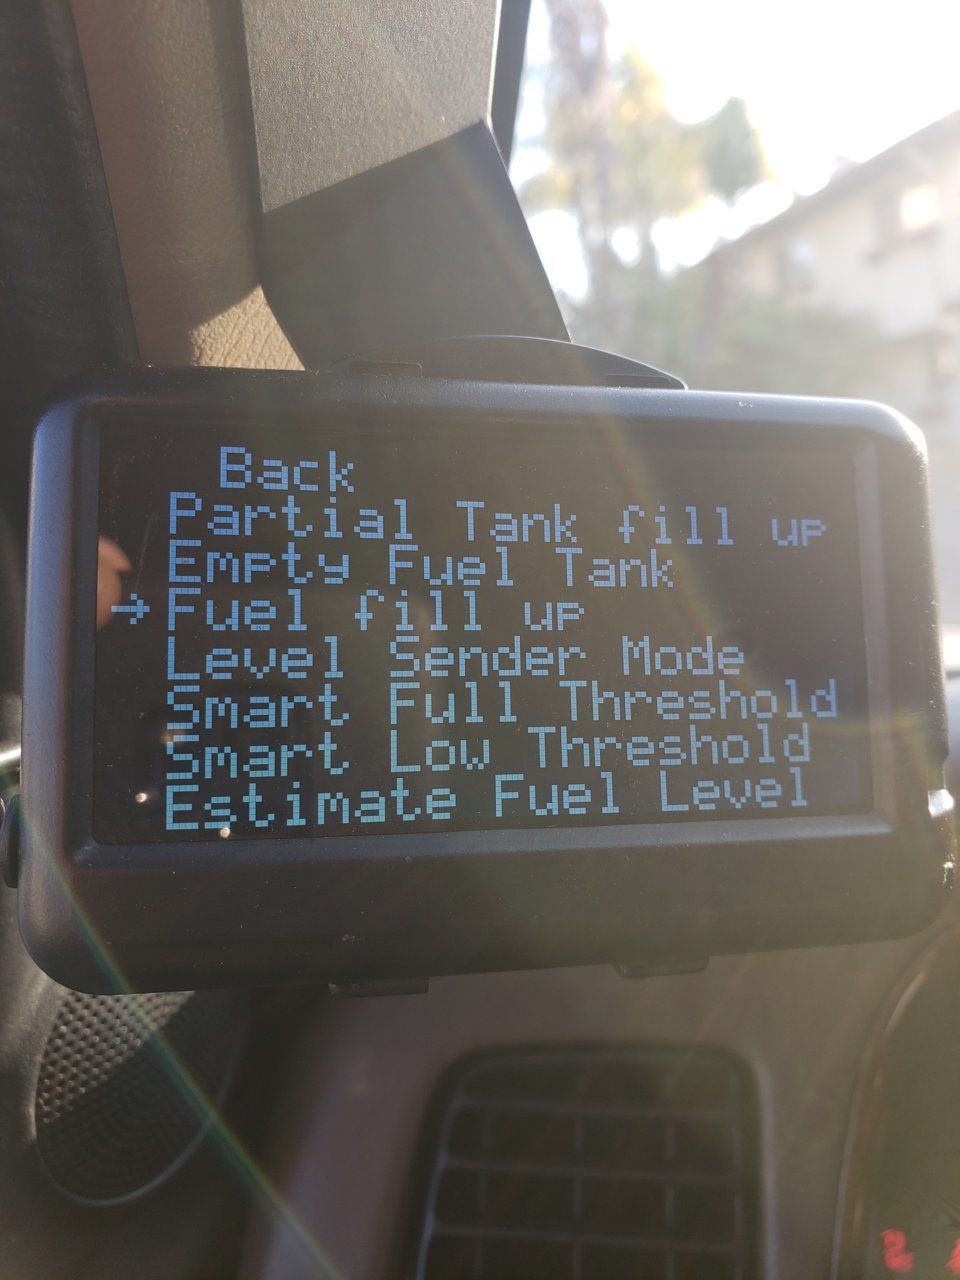 Back
Partial Tank fill up
Empty Fuel Tank
→Fuel fill up
Level Sender Mode
Smart Full Threshold
Smart Low Threshold
Estimate Fuel Level